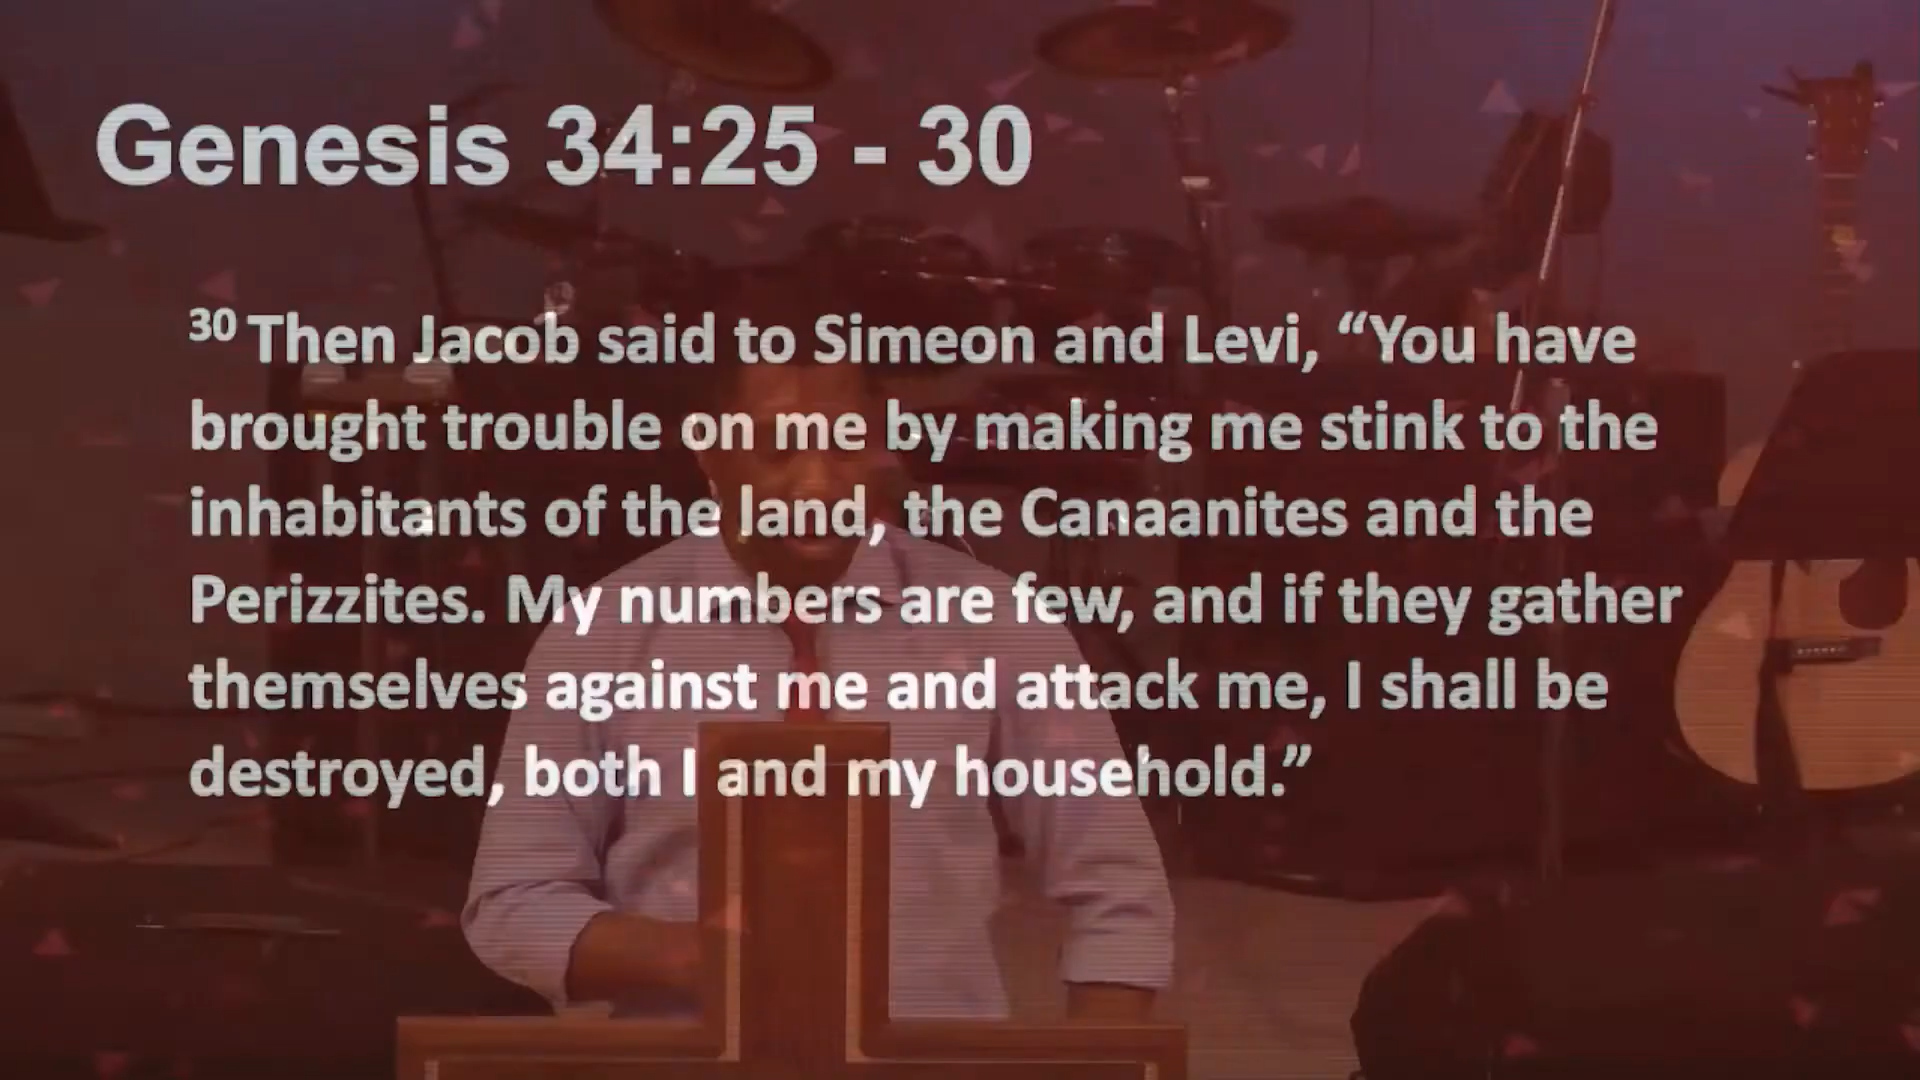 Genesis 34:25 - 30
30 Then Jacob said to Simeon and Levi, “You have
brought trouble on me by making me stink to the
inhabitants of the land, the Canaanites and the
Perizzites. My numbers are few, and if they gather
themselves against me and attack me, I shall be
destroyed, both I and my household.”